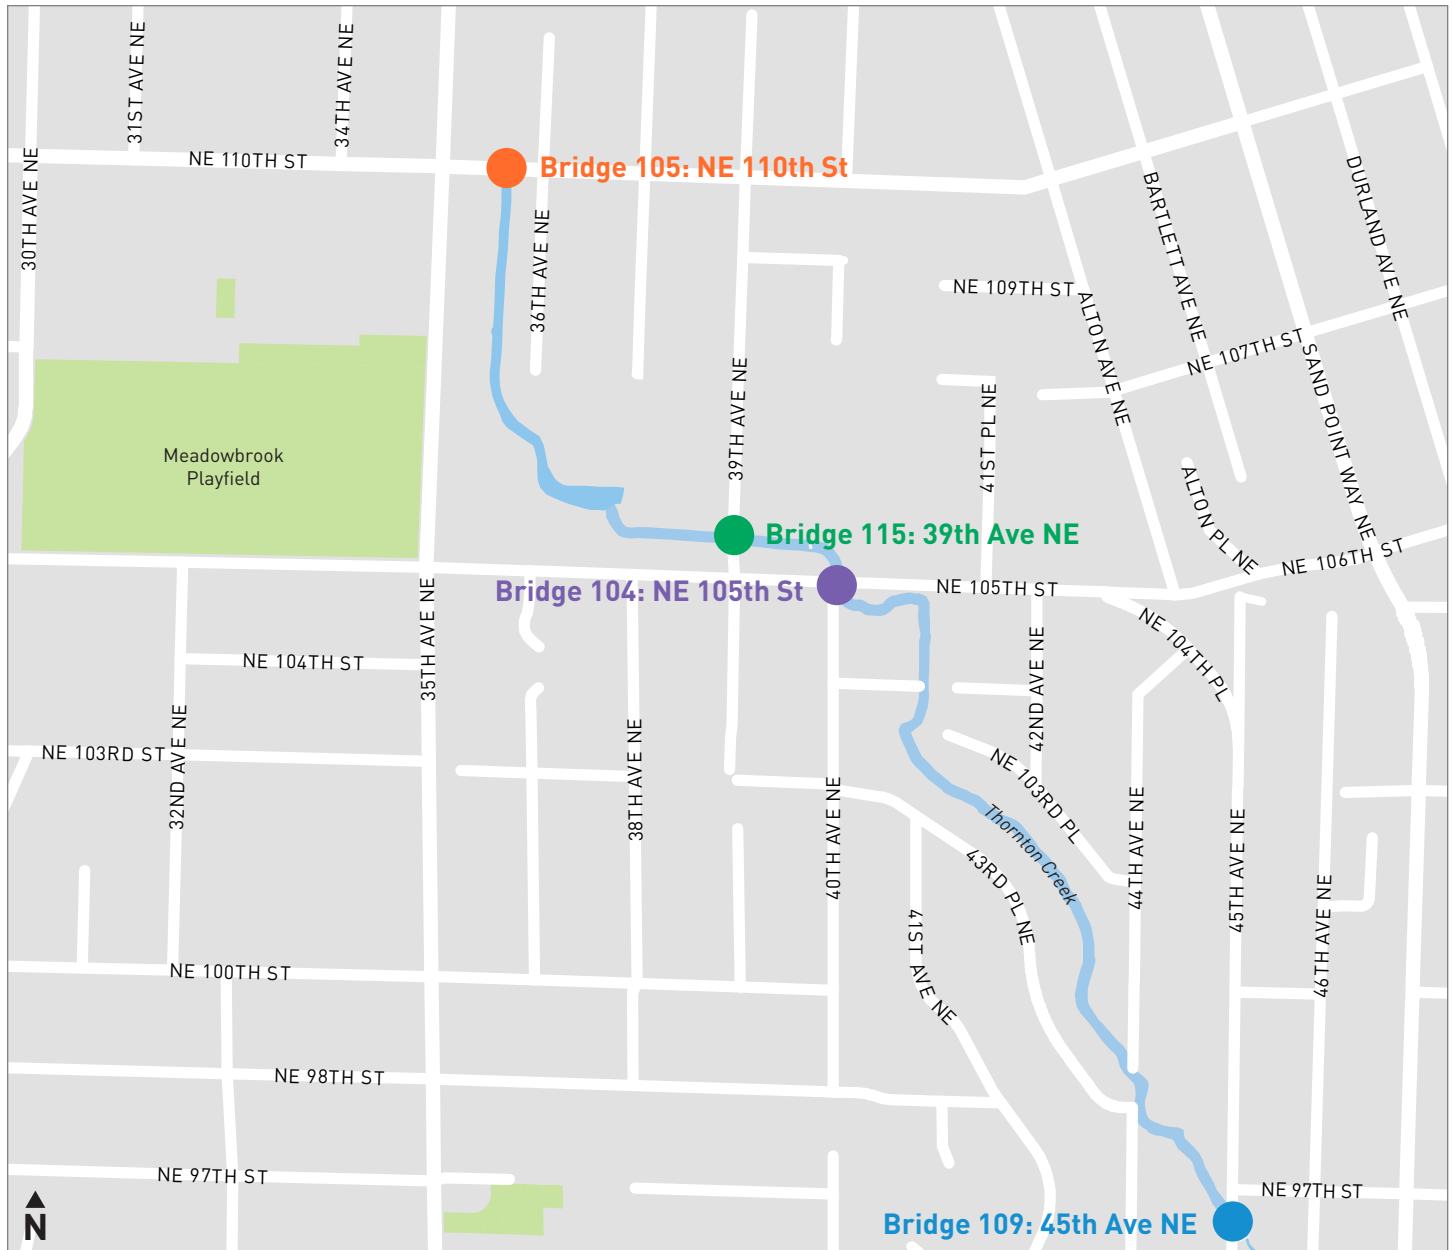 31ST AVE NE
34TH AVE NE
30TH AVE NE
NE 110TH ST
Bridge 105: NE 110th St
36TH AVE NE
BARTLETT AVE NE
DURLAND AVE NE
NE 109TH ST
ALTON AVE NE
NE 107TH ST
SAND POINT WAY NE
39TH AVE NE
41ST PL NE
Meadowbrook
Playfield
ALTON PL NE
Bridge 115: 39th Ave NE
NE 106TH ST
Bridge 104: NE 105th St
NE 105TH ST
35TH AVE NE
NE 104TH ST
42ND AVE NE
NE 104TH PL
32ND AVE NE
NE 103RD ST
38TH AVE NE
NE 103RD PL
40TH AVE NE
Thornton Creek
44TH AVE NE
45TH AVE NE
43RD PL NE
46TH AVE NE
41ST AVE NE
NE 100TH ST
NE 98TH ST
NE 97TH ST
NE 97TH ST
N
Bridge 109: 45th Ave NE